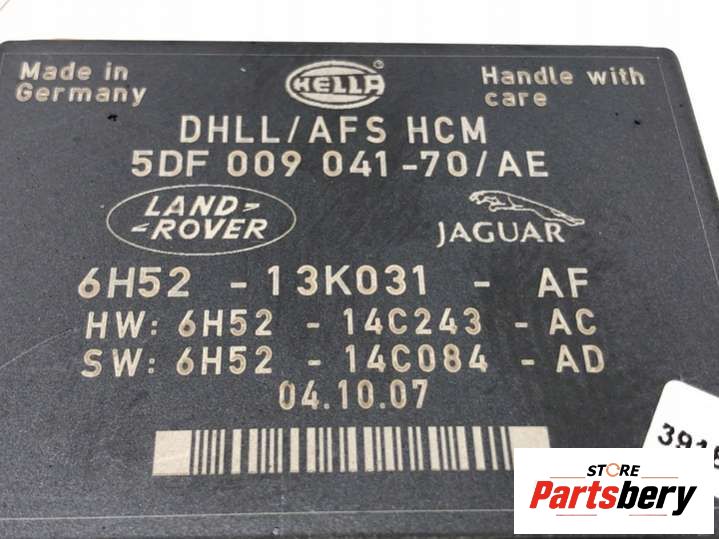 Made in
Germany
HELLA
Handle with
care
DHLL/AFS HCM
5DF 009 041-70/AE
LAND-
-ROVER
JAGUAR
6H52 - 13K031 - AF
HW: 6H52 - 14C243 - AC
SW: 6H52 - 14C084 - AD
04.10.07
STORE
Partsbery